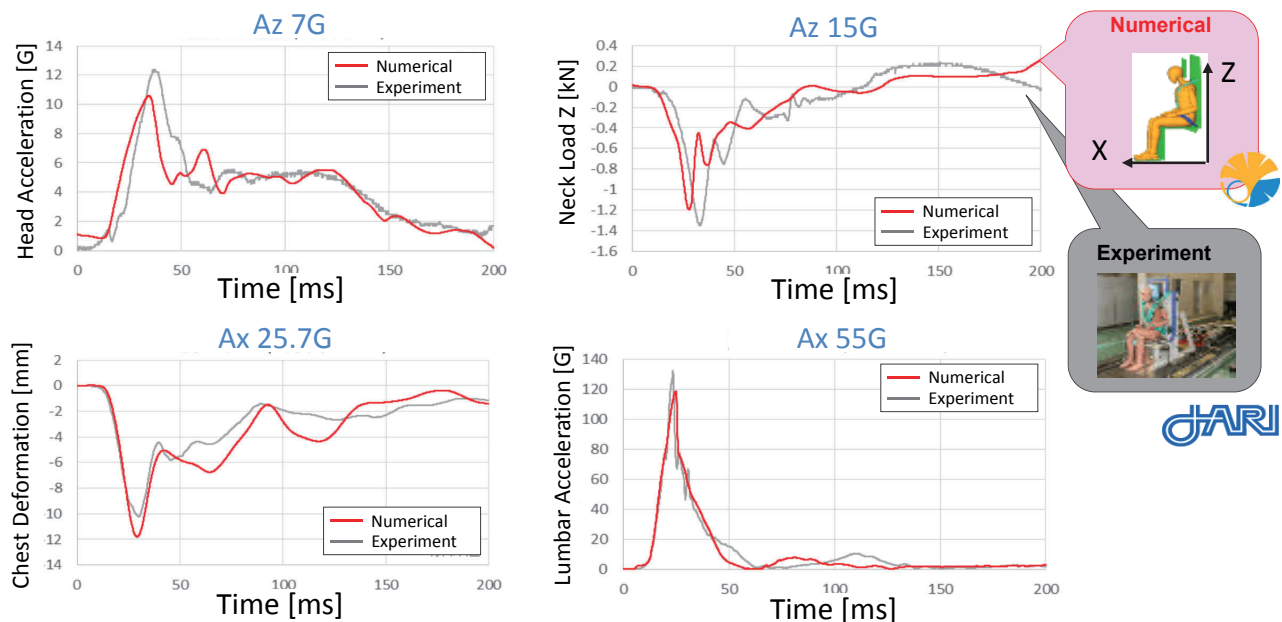 Az 7G
Head Acceleration [G]
14
12
10
8
6
4
2
0
Numerical
Experiment
0
50
100
150
200
Time [ms]
Az 15G
Neck Load Z [kN]
0.4
0.2
0
-0.2
-0.4
-0.6
-0.8
-1
-1.2
-1.4
-1.6
Numerical
Experiment
0
50
100
150
200
Time [ms]
Numerical
Z
X
Experiment
JARI
Ax 25.7G
Chest Deformation [mm]
2
0
-2
-4
-6
-8
-10
-12
14
Numerical
Experiment
0
50
100
150
200
Time [ms]
Ax 55G
Lumbar Acceleration [G]
140
120
100
80
60
40
20
0
Numerical
Experiment
0
50
100
150
200
Time [ms]